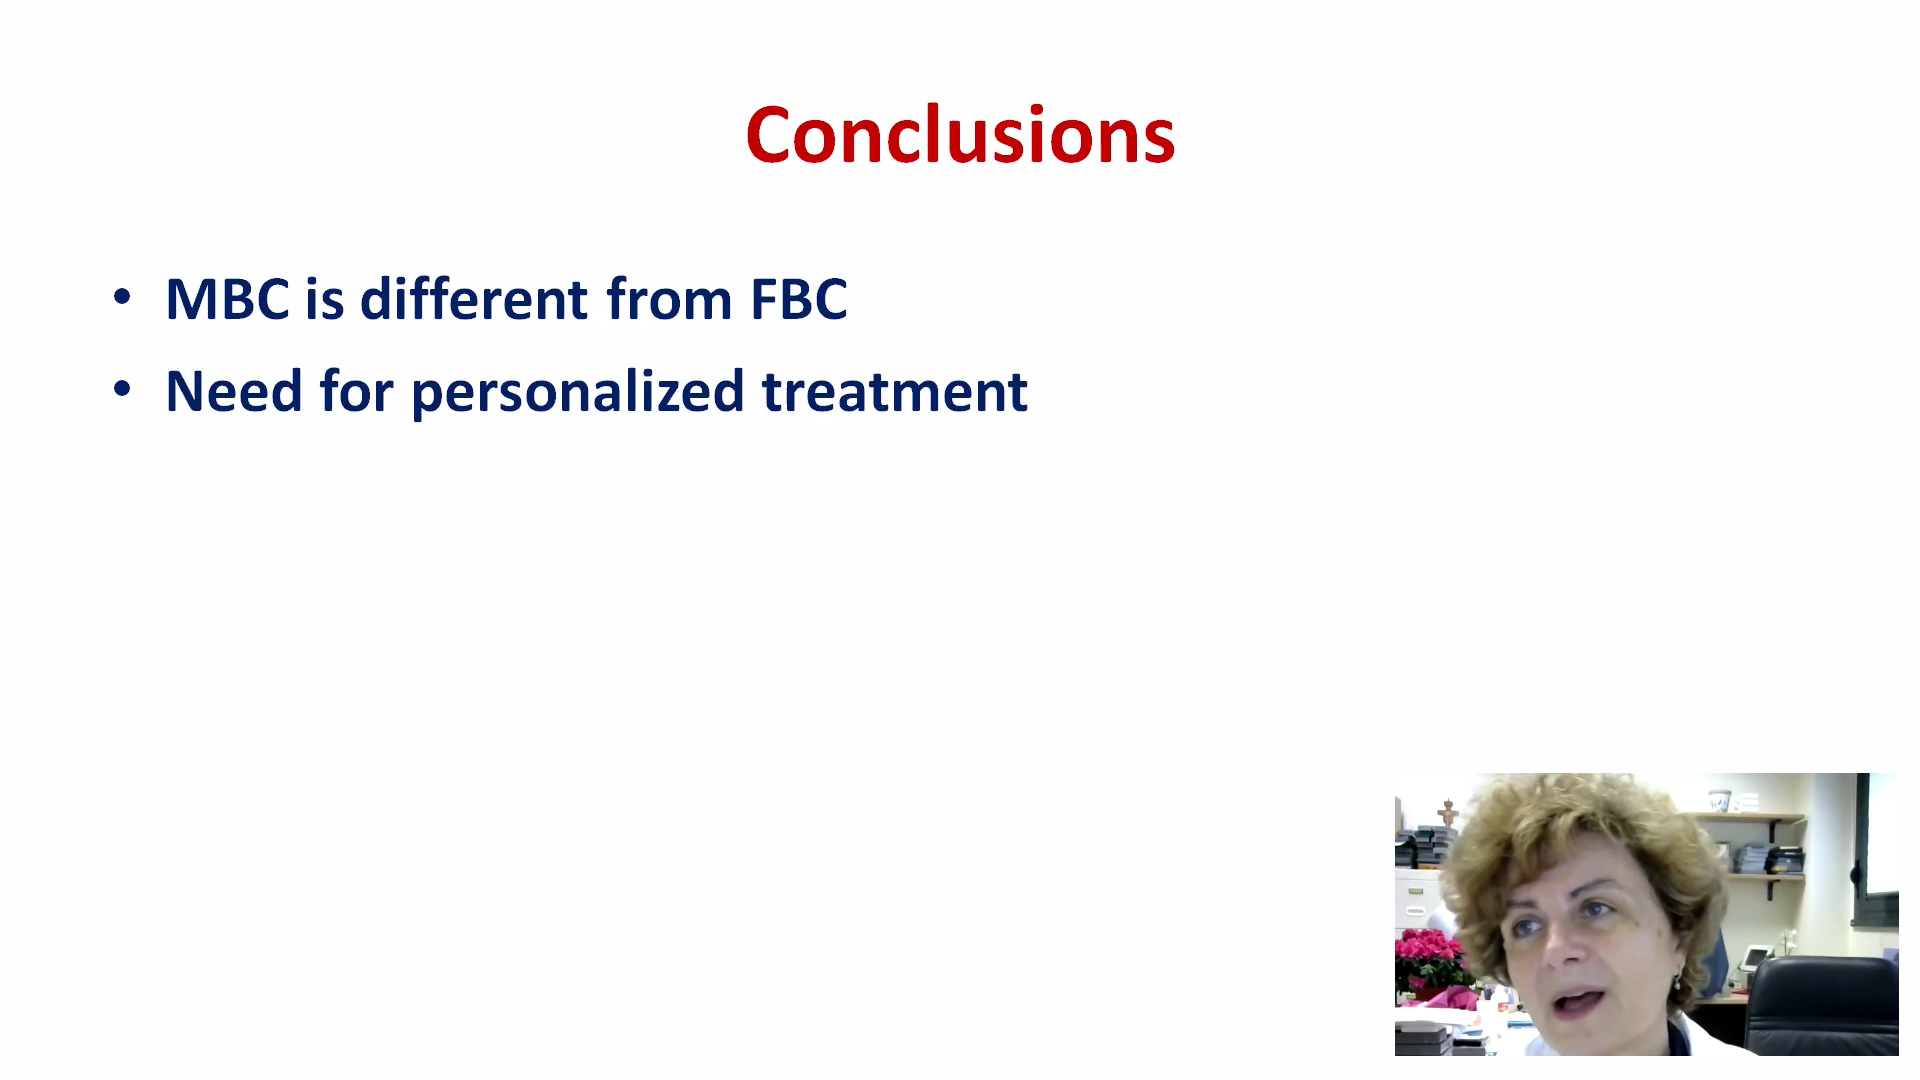 Conclusions
• MBC is different from FBC
• Need for personalized treatment